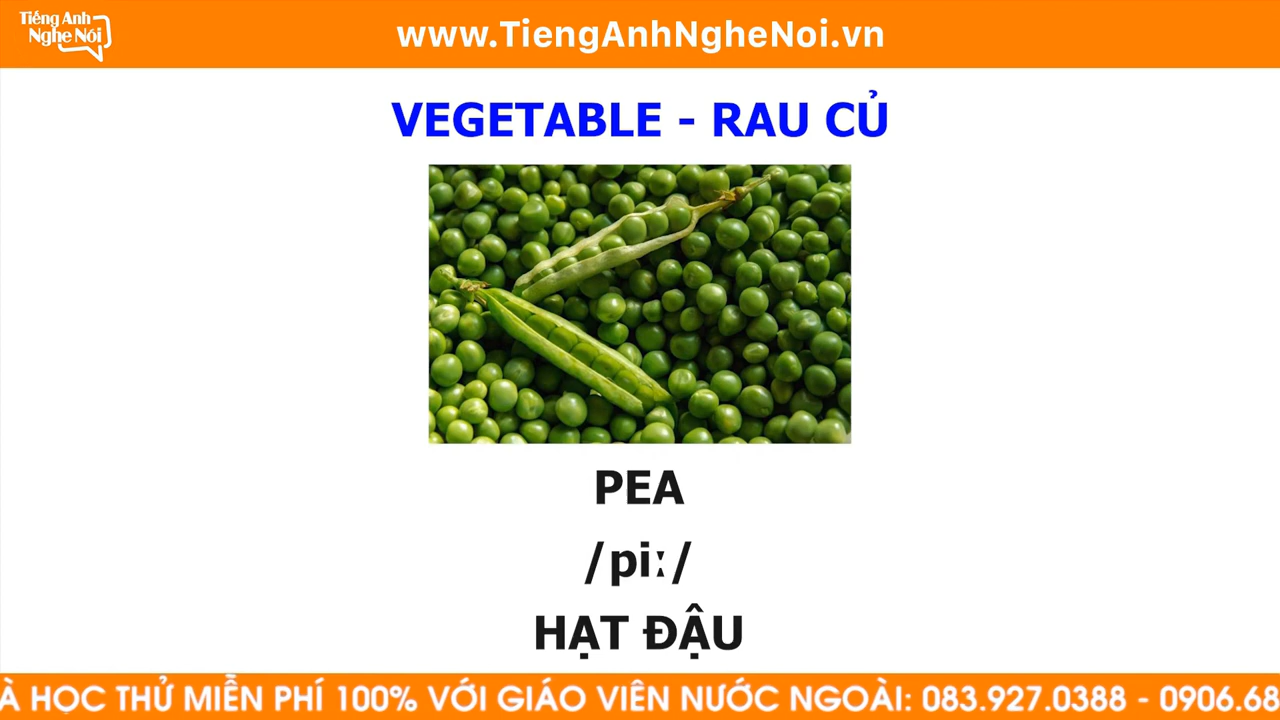 Tiếng Anh
Nghe Nói
www.TiengAnhNgheNoi.vn
VEGETABLE - RAU CỦ
PEA
/piː/
HẠT ĐẬU
À HỌC THỬ MIỄN PHÍ 100% VỚI GIÁO VIÊN NƯỚC NGOÀI: 083.927.0388 - 0906.68